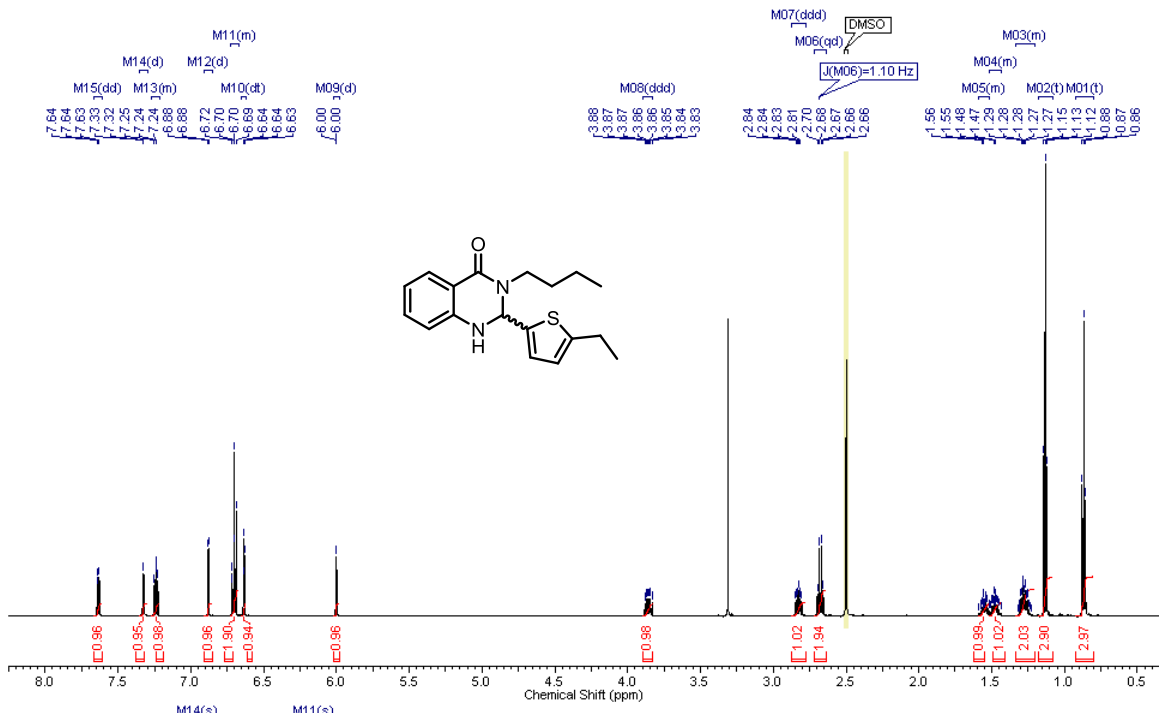 M07(ddd) DMSO
M11(m) M06(qd) M03(m)
M14(d) M12(d) J(M06)=1.10 Hz M04(m)
M15(dd) M13(m) M10(dt) M09(d) M08(ddd) M05(m) M02(t) M01(t)
7.64 7.64 7.63 7.33 7.32 7.25 7.24 7.24 6.88 6.88 6.72 6.70 6.70 6.69 6.64 6.64 6.63 6.00 6.00 3.88 3.87 3.87 3.86 3.86 3.85 3.84 3.83 2.84 2.84 2.83 2.81 2.70 2.68 2.67 2.66 2.66 1.56 1.55 1.48 1.47 1.29 1.28 1.28 1.27 1.27 1.15 1.13 1.12 0.88 0.87 0.86
O
N
S
N
H
0.96 0.95 0.98 0.96 1.90 0.94 0.96 0.98 1.02 1.94 0.99 1.02 2.03 2.90 2.97
8.0 7.5 7.0 6.5 6.0 5.5 5.0 4.5 4.0 3.5 3.0 2.5 2.0 1.5 1.0 0.5
Chemical Shift (ppm)
M14(s) M11(s)